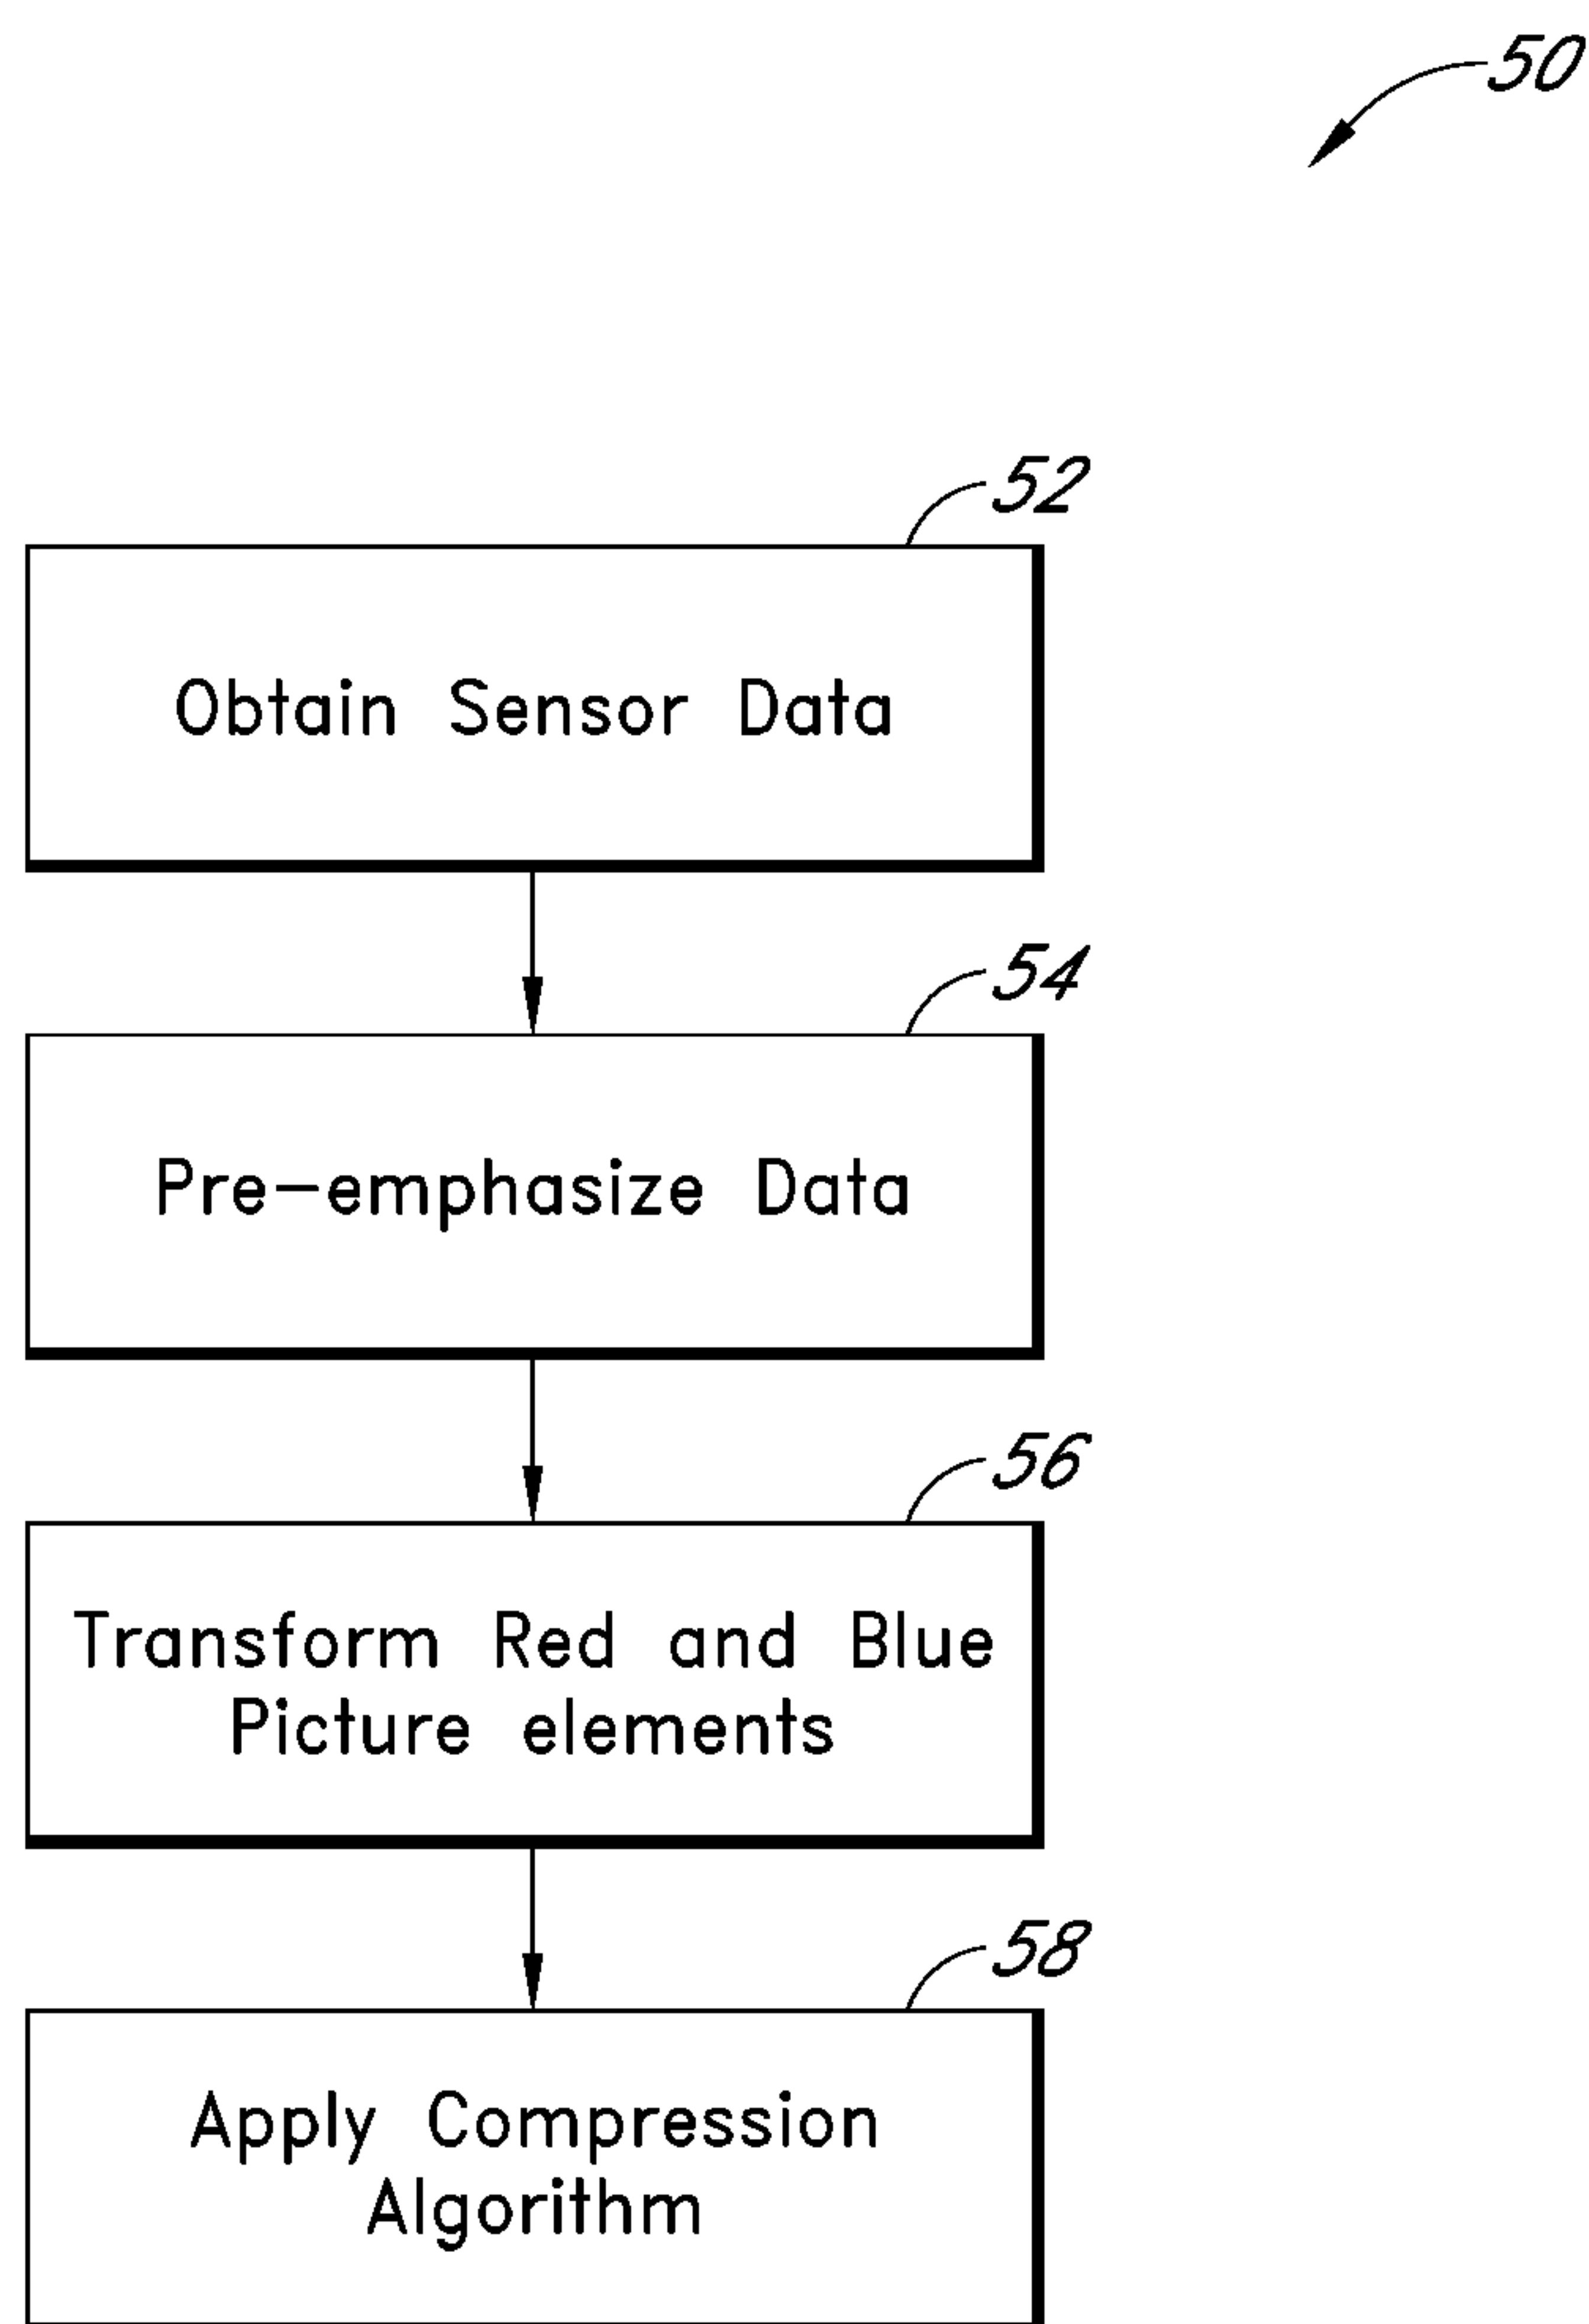 50
52
Obtain Sensor Data
54
Pre-emphasize Data
56
Transform Red and Blue
Picture elements
58
Apply Compression
Algorithm